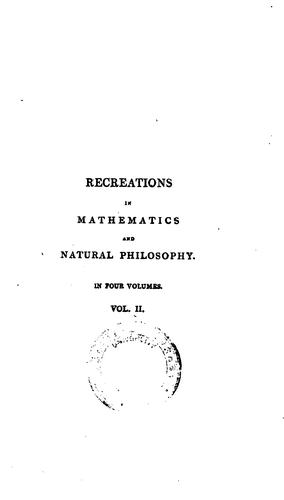 RECREATIONS
IN
MATHEMATICS
AND
NATURAL PHILOSOPHY.
IN FOUR VOLUMES.
VOL. II.